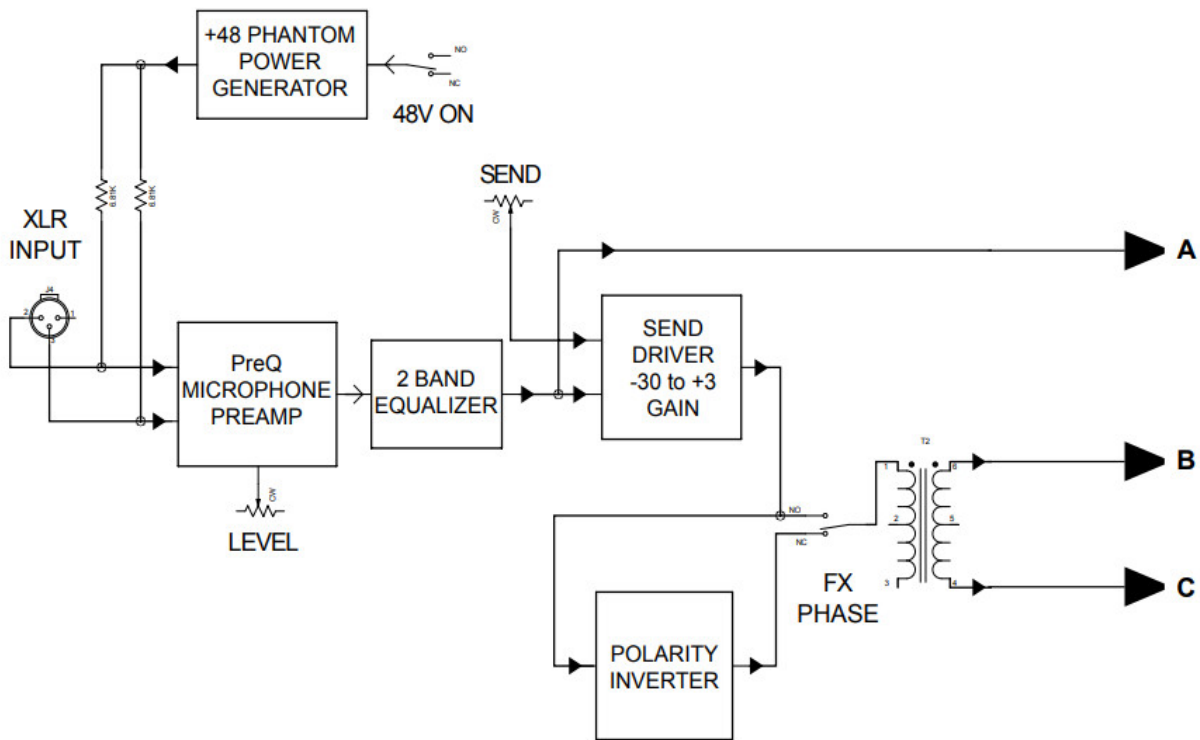 +48 PHANTOM
POWER
GENERATOR
NO
NC
48V ON
6.81K
6.81K
SEND
CW
XLR
INPUT
J4
2
1
3
A
PreQ
MICROPHONE
PREAMP
2 BAND
EQUALIZER
SEND
DRIVER
-30 to +3
GAIN
CW
LEVEL
T2
1
6
B
2
5
3
4
C
NO
NC
FX
PHASE
POLARITY
INVERTER